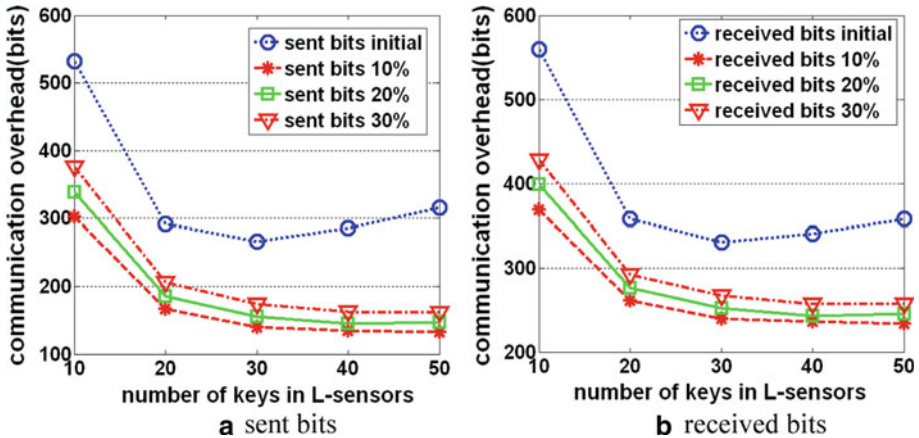 communication overhead(bits)
600
500
400
300
200
100
sent bits initial
sent bits 10%
sent bits 20%
sent bits 30%
10
20
30
40
50
number of keys in L-sensors
a sent bits
communication overhead(bits)
600
500
400
300
200
received bits initial
received bits 10%
received bits 20%
received bits 30%
10
20
30
40
50
number of keys in L-sensors
b received bits